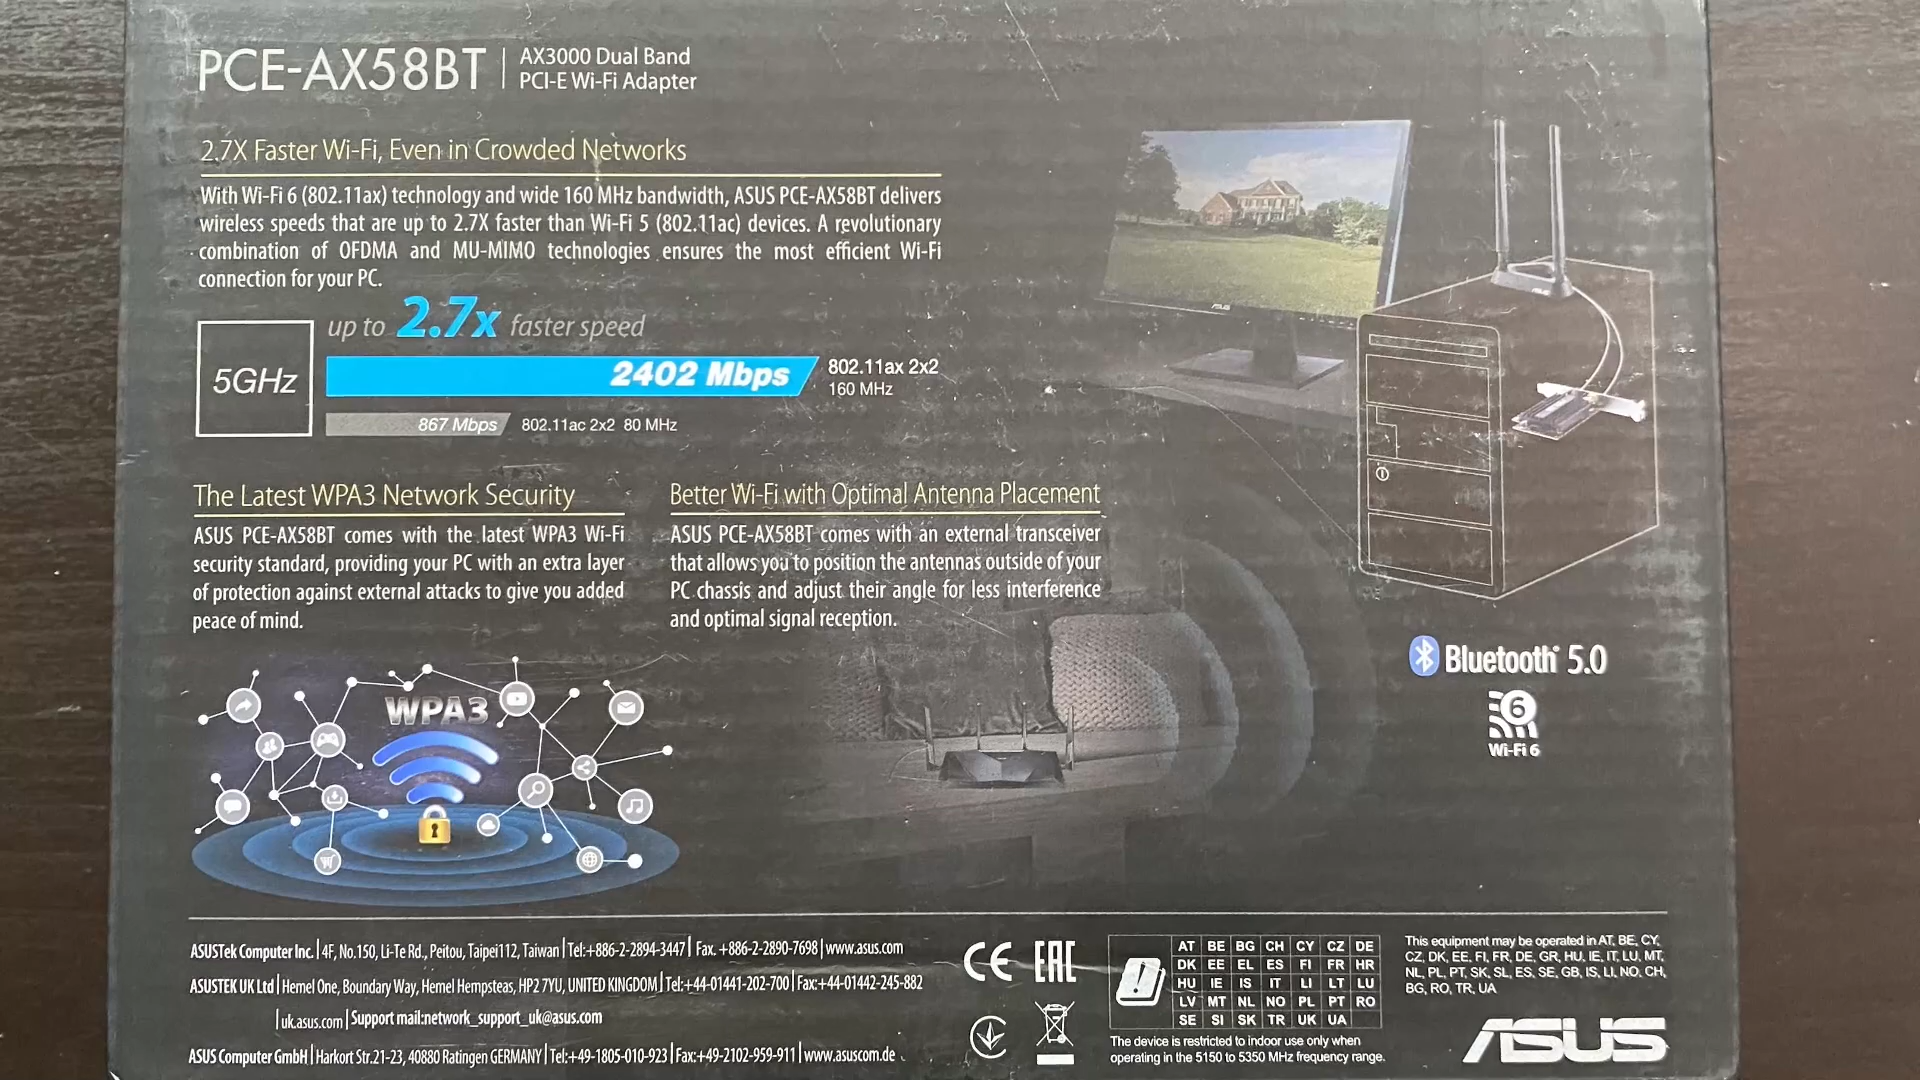 PCE-AX58BT
AX3000 Dual Band
PCI-E Wi-Fi Adapter
2.7X Faster Wi-Fi, Even in Crowded Networks
With Wi-Fi 6 (802.11ax) technology and wide 160 MHz bandwidth, ASUS PCE-AX58BT delivers
wireless speeds that are up to 2.7X faster than Wi-Fi 5 (802.11ac) devices. A revolutionary
combination of OFDMA and MU-MIMO technologies ensures the most efficient Wi-Fi
connection for your PC.
up to 2.7x faster speed
5GHz
2402 Mbps
802.11ax 2x2
160 MHz
867 Mbps
802.11ac 2x2 80 MHz
The Latest WPA3 Network Security
ASUS PCE-AX58BT comes with the latest WPA3 Wi-Fi
security standard, providing your PC with an extra layer
of protection against external attacks to give you added
peace of mind.
Better Wi-Fi with Optimal Antenna Placement
ASUS PCE-AX58BT comes with an external transceiver
that allows you to position the antennas outside of your
PC chassis and adjust their angle for less interference
and optimal signal reception.
WPA3
ASUS
Bluetooth 5.0
6
Wi-Fi 6
ASUSTek Computer Inc. | 4F, No.150, Li-Te Rd., Peitou, Taipei112, Taiwan | Tel:+886-2-2894-3447 | Fax. +886-2-2890-7698 | www.asus.com
ASUSTEK UK Ltd | Hemel One, Boundary Way, Hemel Hempsteas, HP2 7YU, UNITED KINGDOM | Tel:+44-01441-202-700 | Fax:+44-01442-245-882
| uk.asus.com | Support mail:network_support_uk@asus.com
ASUS Computer GmbH | Harkort Str.21-23, 40880 Ratingen GERMANY | Tel:+49-1805-010-923 | Fax:+49-2102-959-911 | www.asuscom.de
CE EAC
AT BE BG CH CY CZ DE
DK EE EL ES FI FR HR
HU IE IS IT LI LT LU
LV MT NL NO PL PT RO
SE SI SK TR UK UA
The device is restricted to indoor use only when
operating in the 5150 to 5350 MHz frequency range.
This equipment may be operated in AT, BE, CY,
CZ, DK, EE, FI, FR, DE, GR, HU, IE, IT, LU, MT,
NL, PL, PT, SK, SL, ES, SE, GB, IS, LI, NO, CH,
BG, RO, TR, UA
ASUS